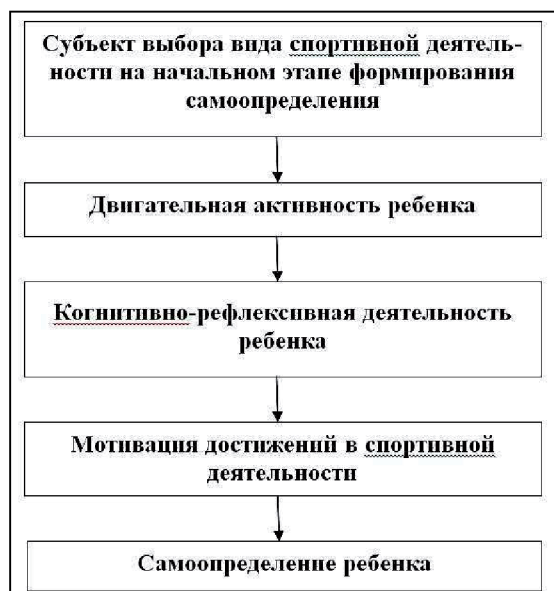 Субъект выбора вида спортивной деятель-
ности на начальном этапе формирования
самоопределения
Двигательная активность ребенка
Когнитивно-рефлексивная деятельность
ребенка
Мотивация достижений в спортивной
деятельности
Самоопределение ребенка